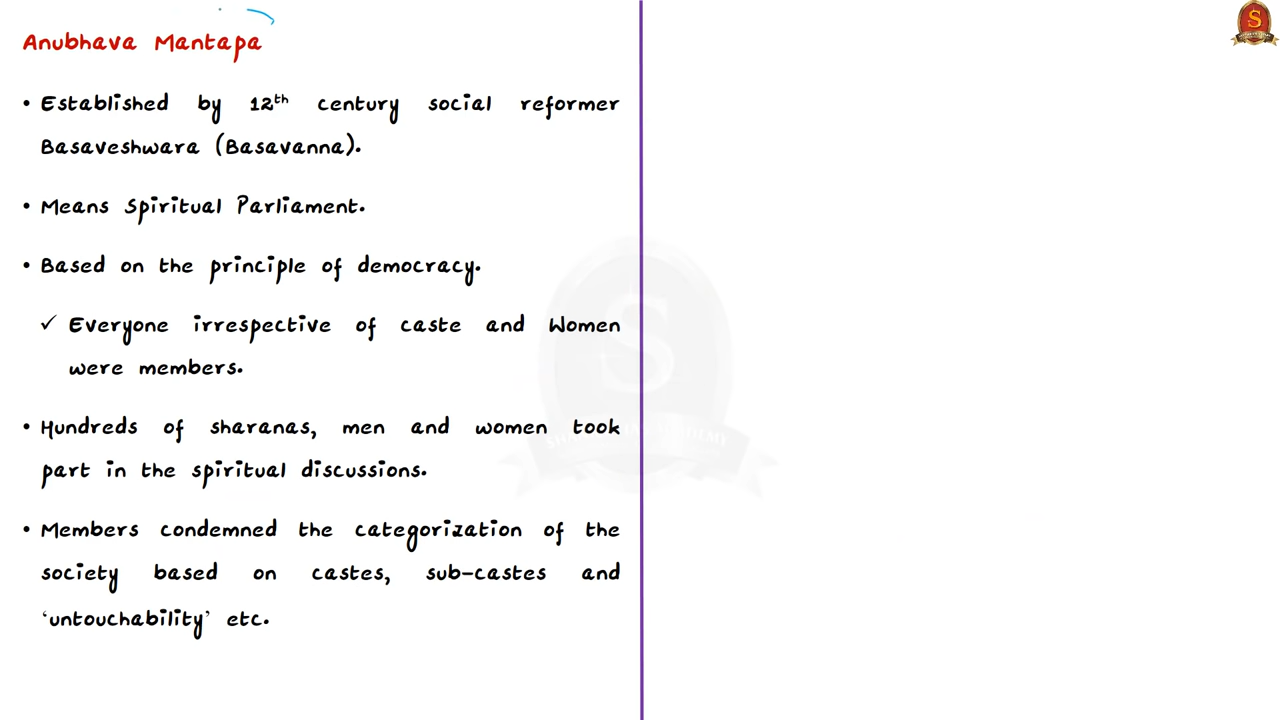 Anubhava Mantapa
• Established by 12th century social reformer
Basaveshwara (Basavanna).
• Means Spiritual Parliament.
• Based on the principle of democracy.
✓ Everyone irrespective of caste and Women
were members.
• Hundreds of sharanas, men and women took
part in the spiritual discussions.
• Members condemned the categorization of the
society based on castes, sub-castes and
‘untouchability’ etc.